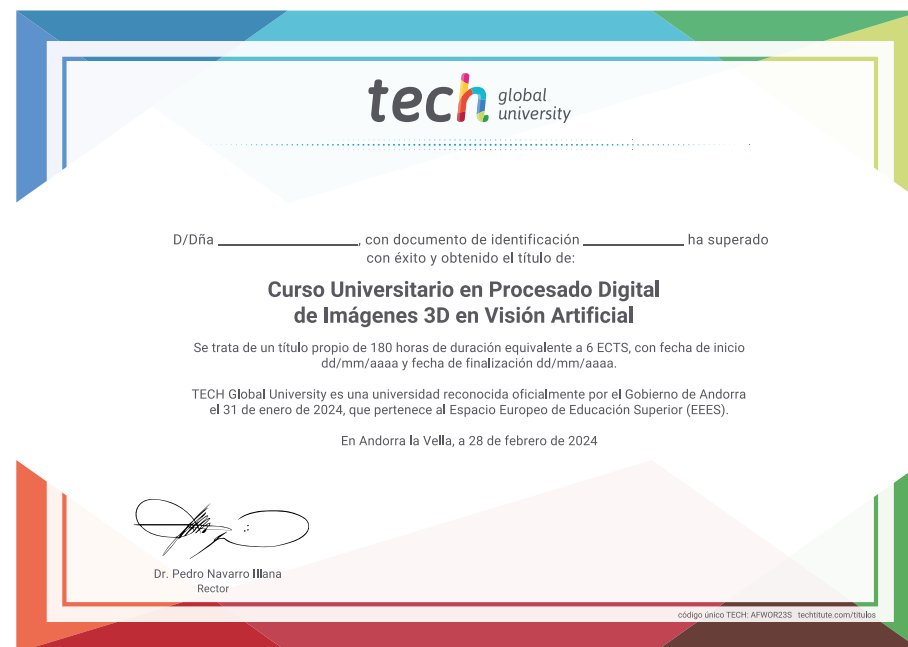 tech global university
D/Dña ____________________, con documento de identificación ______________ ha superado
con éxito y obtenido el título de:
Curso Universitario en Procesado Digital
de Imágenes 3D en Visión Artificial
Se trata de un título propio de 180 horas de duración equivalente a 6 ECTS, con fecha de inicio
dd/mm/aaaa y fecha de finalización dd/mm/aaaa.
TECH Global University es una universidad reconocida oficialmente por el Gobierno de Andorra
el 31 de enero de 2024, que pertenece al Espacio Europeo de Educación Superior (EEES).
En Andorra la Vella, a 28 de febrero de 2024
Dr. Pedro Navarro Illana
Rector
código único TECH: AFWOR23S techtitute.com/titulos